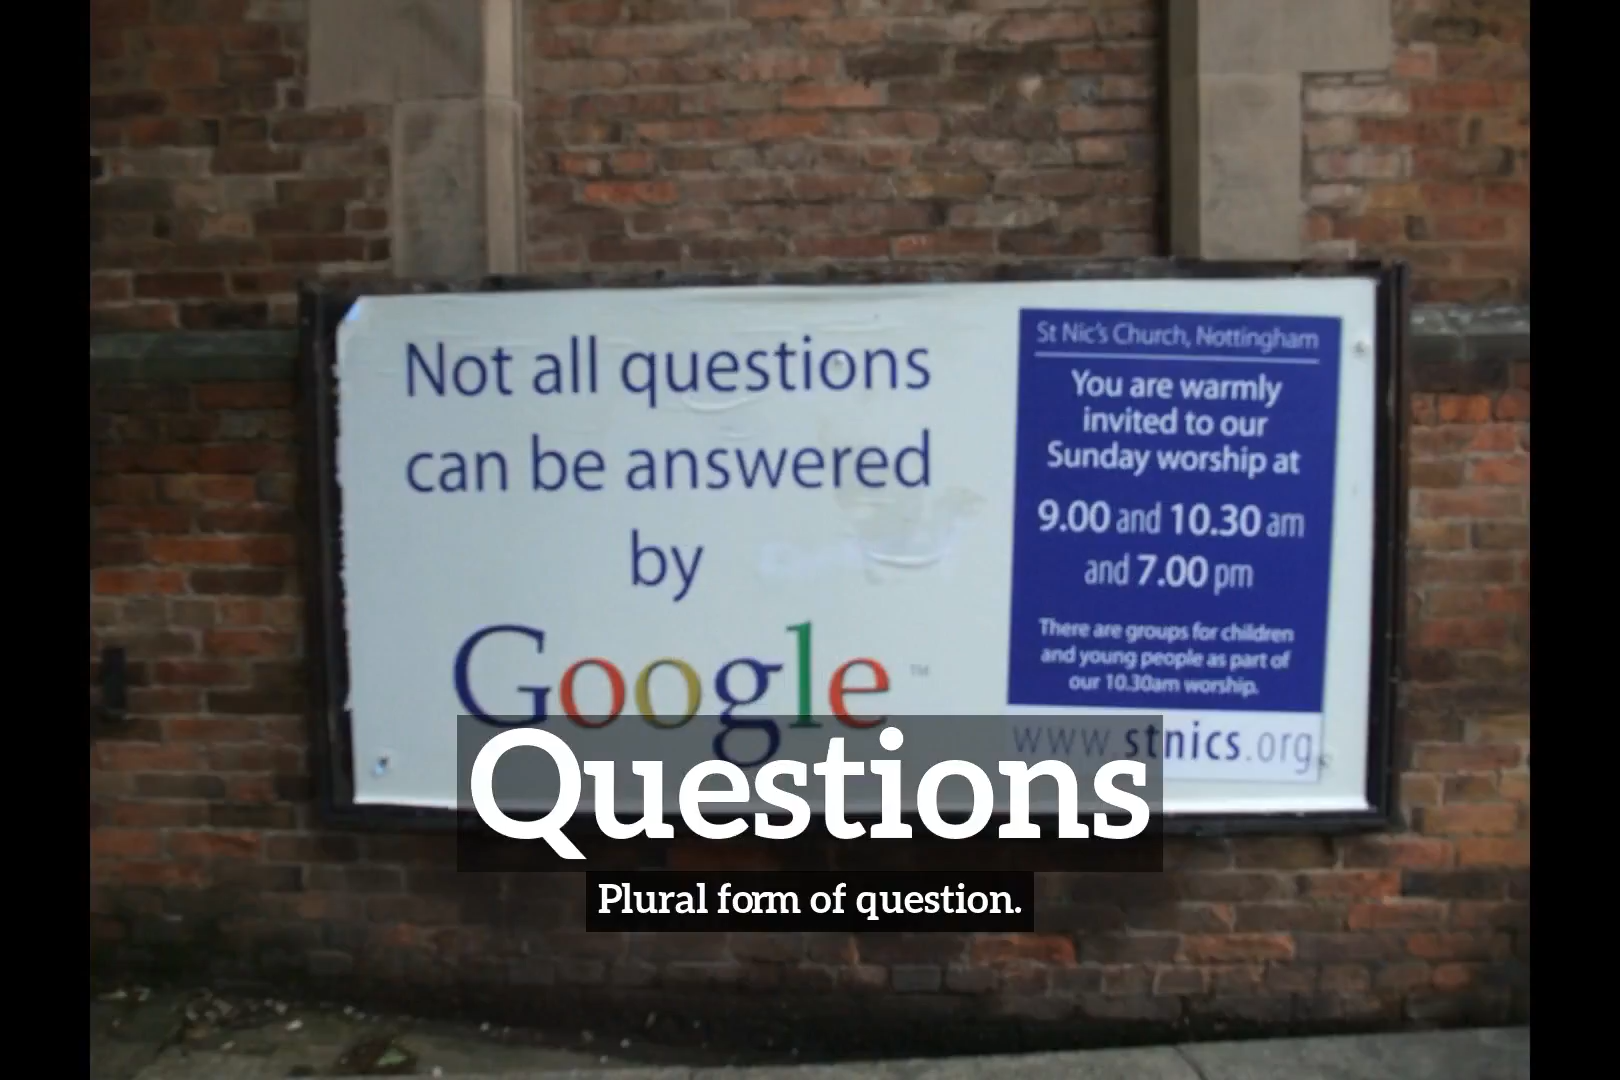 Not all questions
can be answered
by
Google™
St Nic's Church, Nottingham
You are warmly
invited to our
Sunday worship at
9.00 and 10.30 am
and 7.00 pm
There are groups for children
and young people as part of
our 10.30am worship.
www.stnics.org
Questions
Plural form of question.